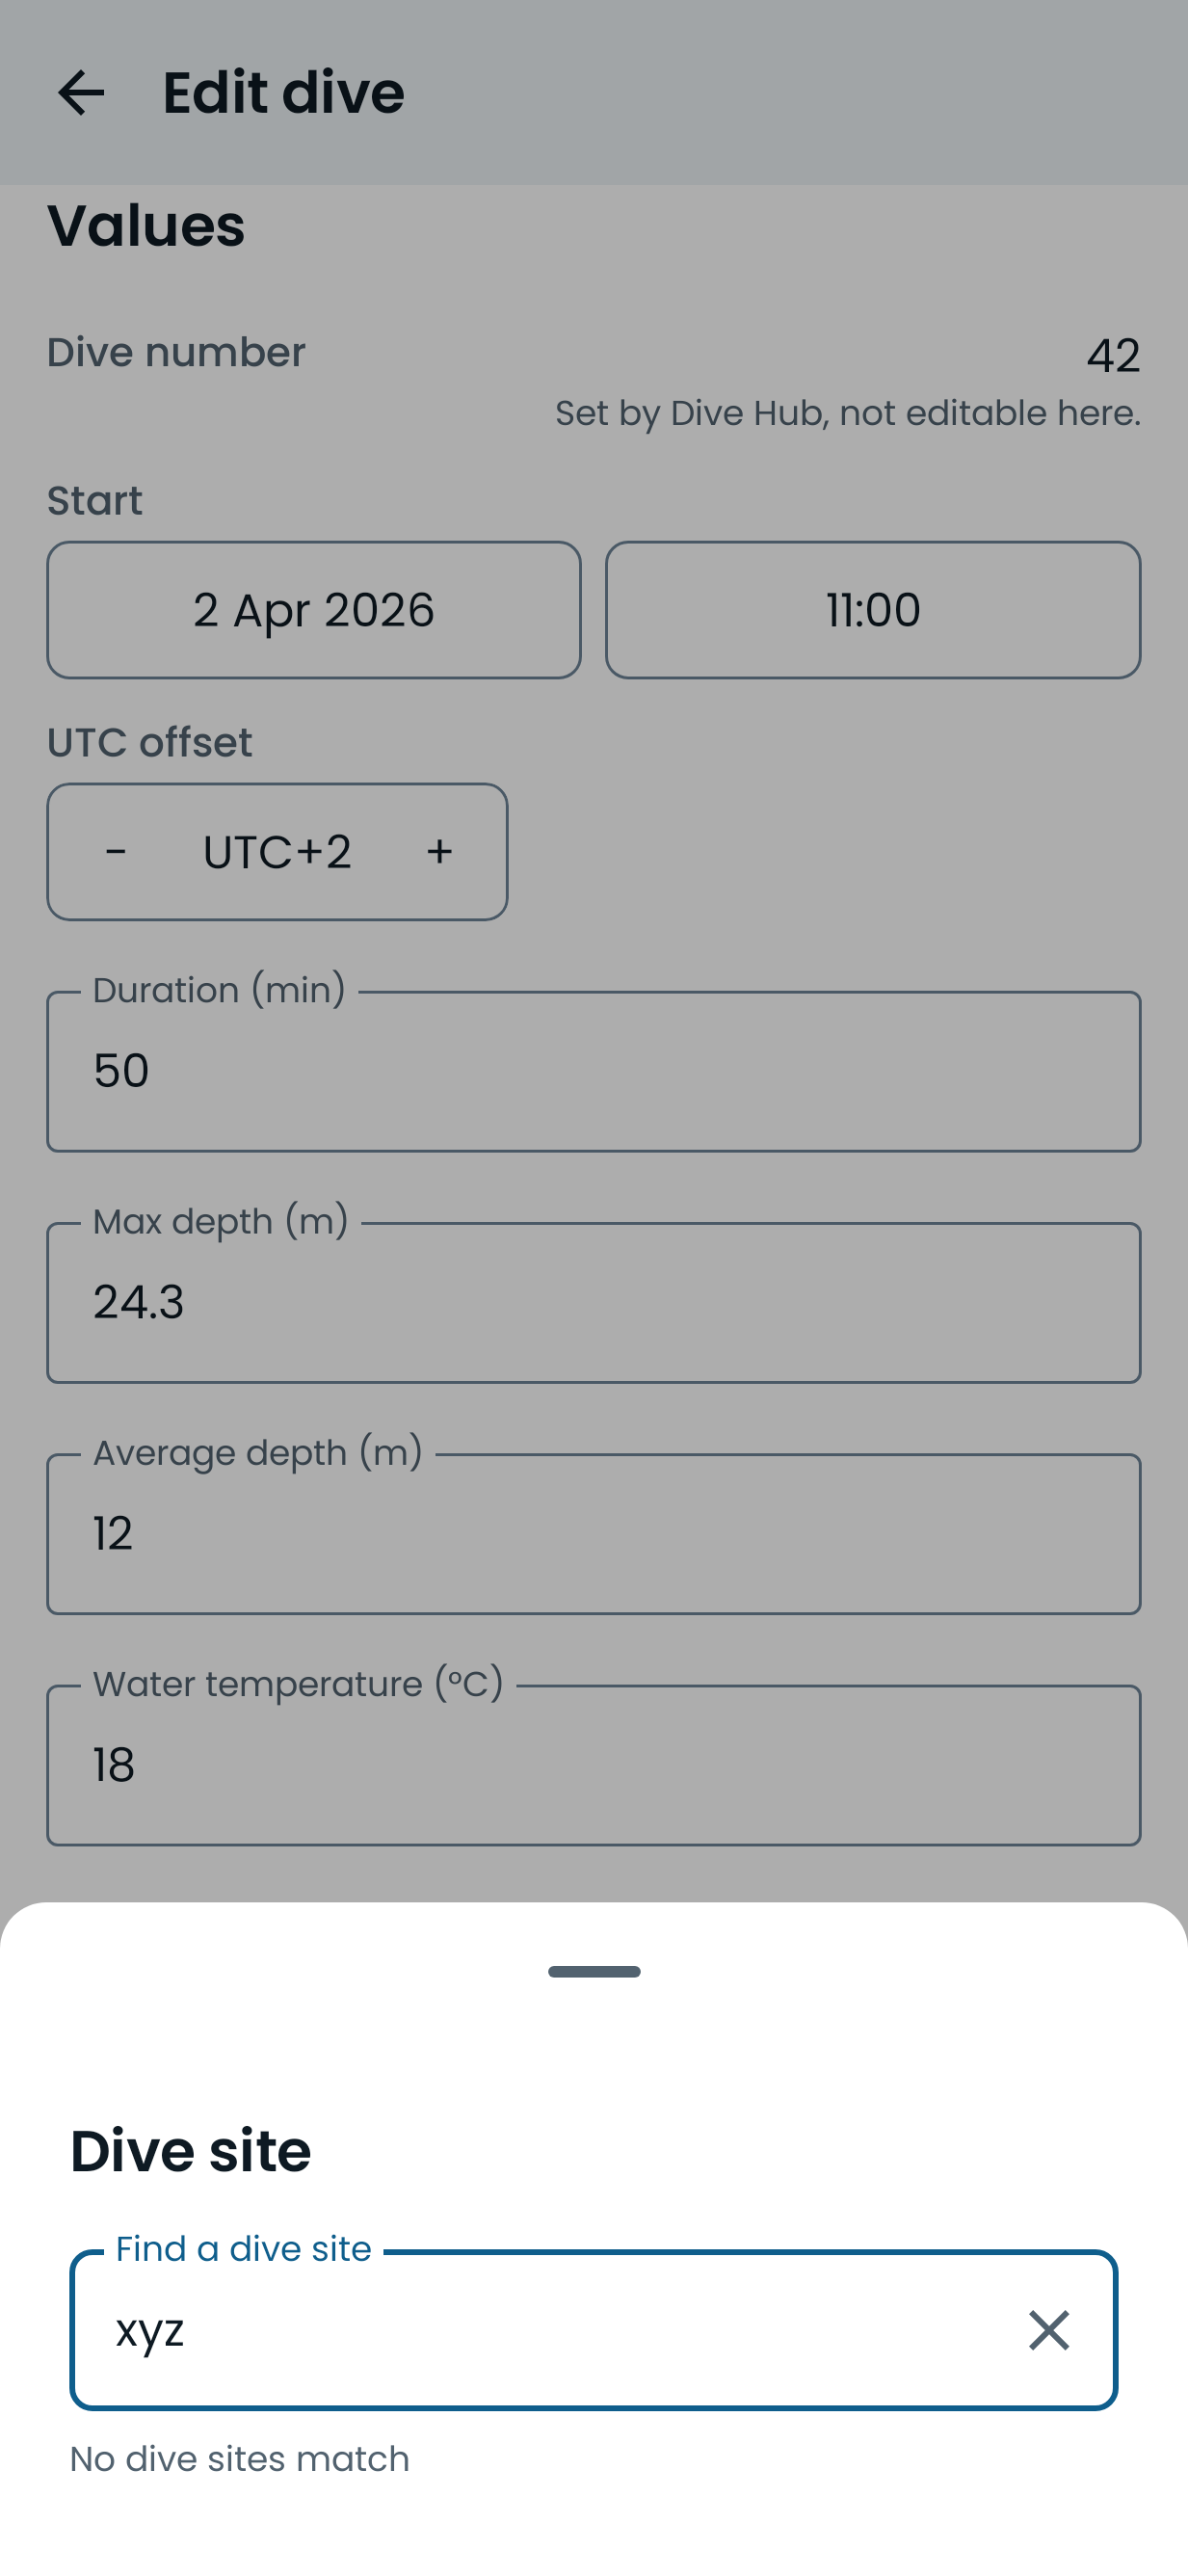 Edit dive
Values
Dive number
42
Set by Dive Hub, not editable here.
Start
2 Apr 2026
11:00
UTC offset
- UTC+2 +
Duration (min)
50
Max depth (m)
24.3
Average depth (m)
12
Water temperature (°C)
18
Dive site
Find a dive site
xyz
No dive sites match